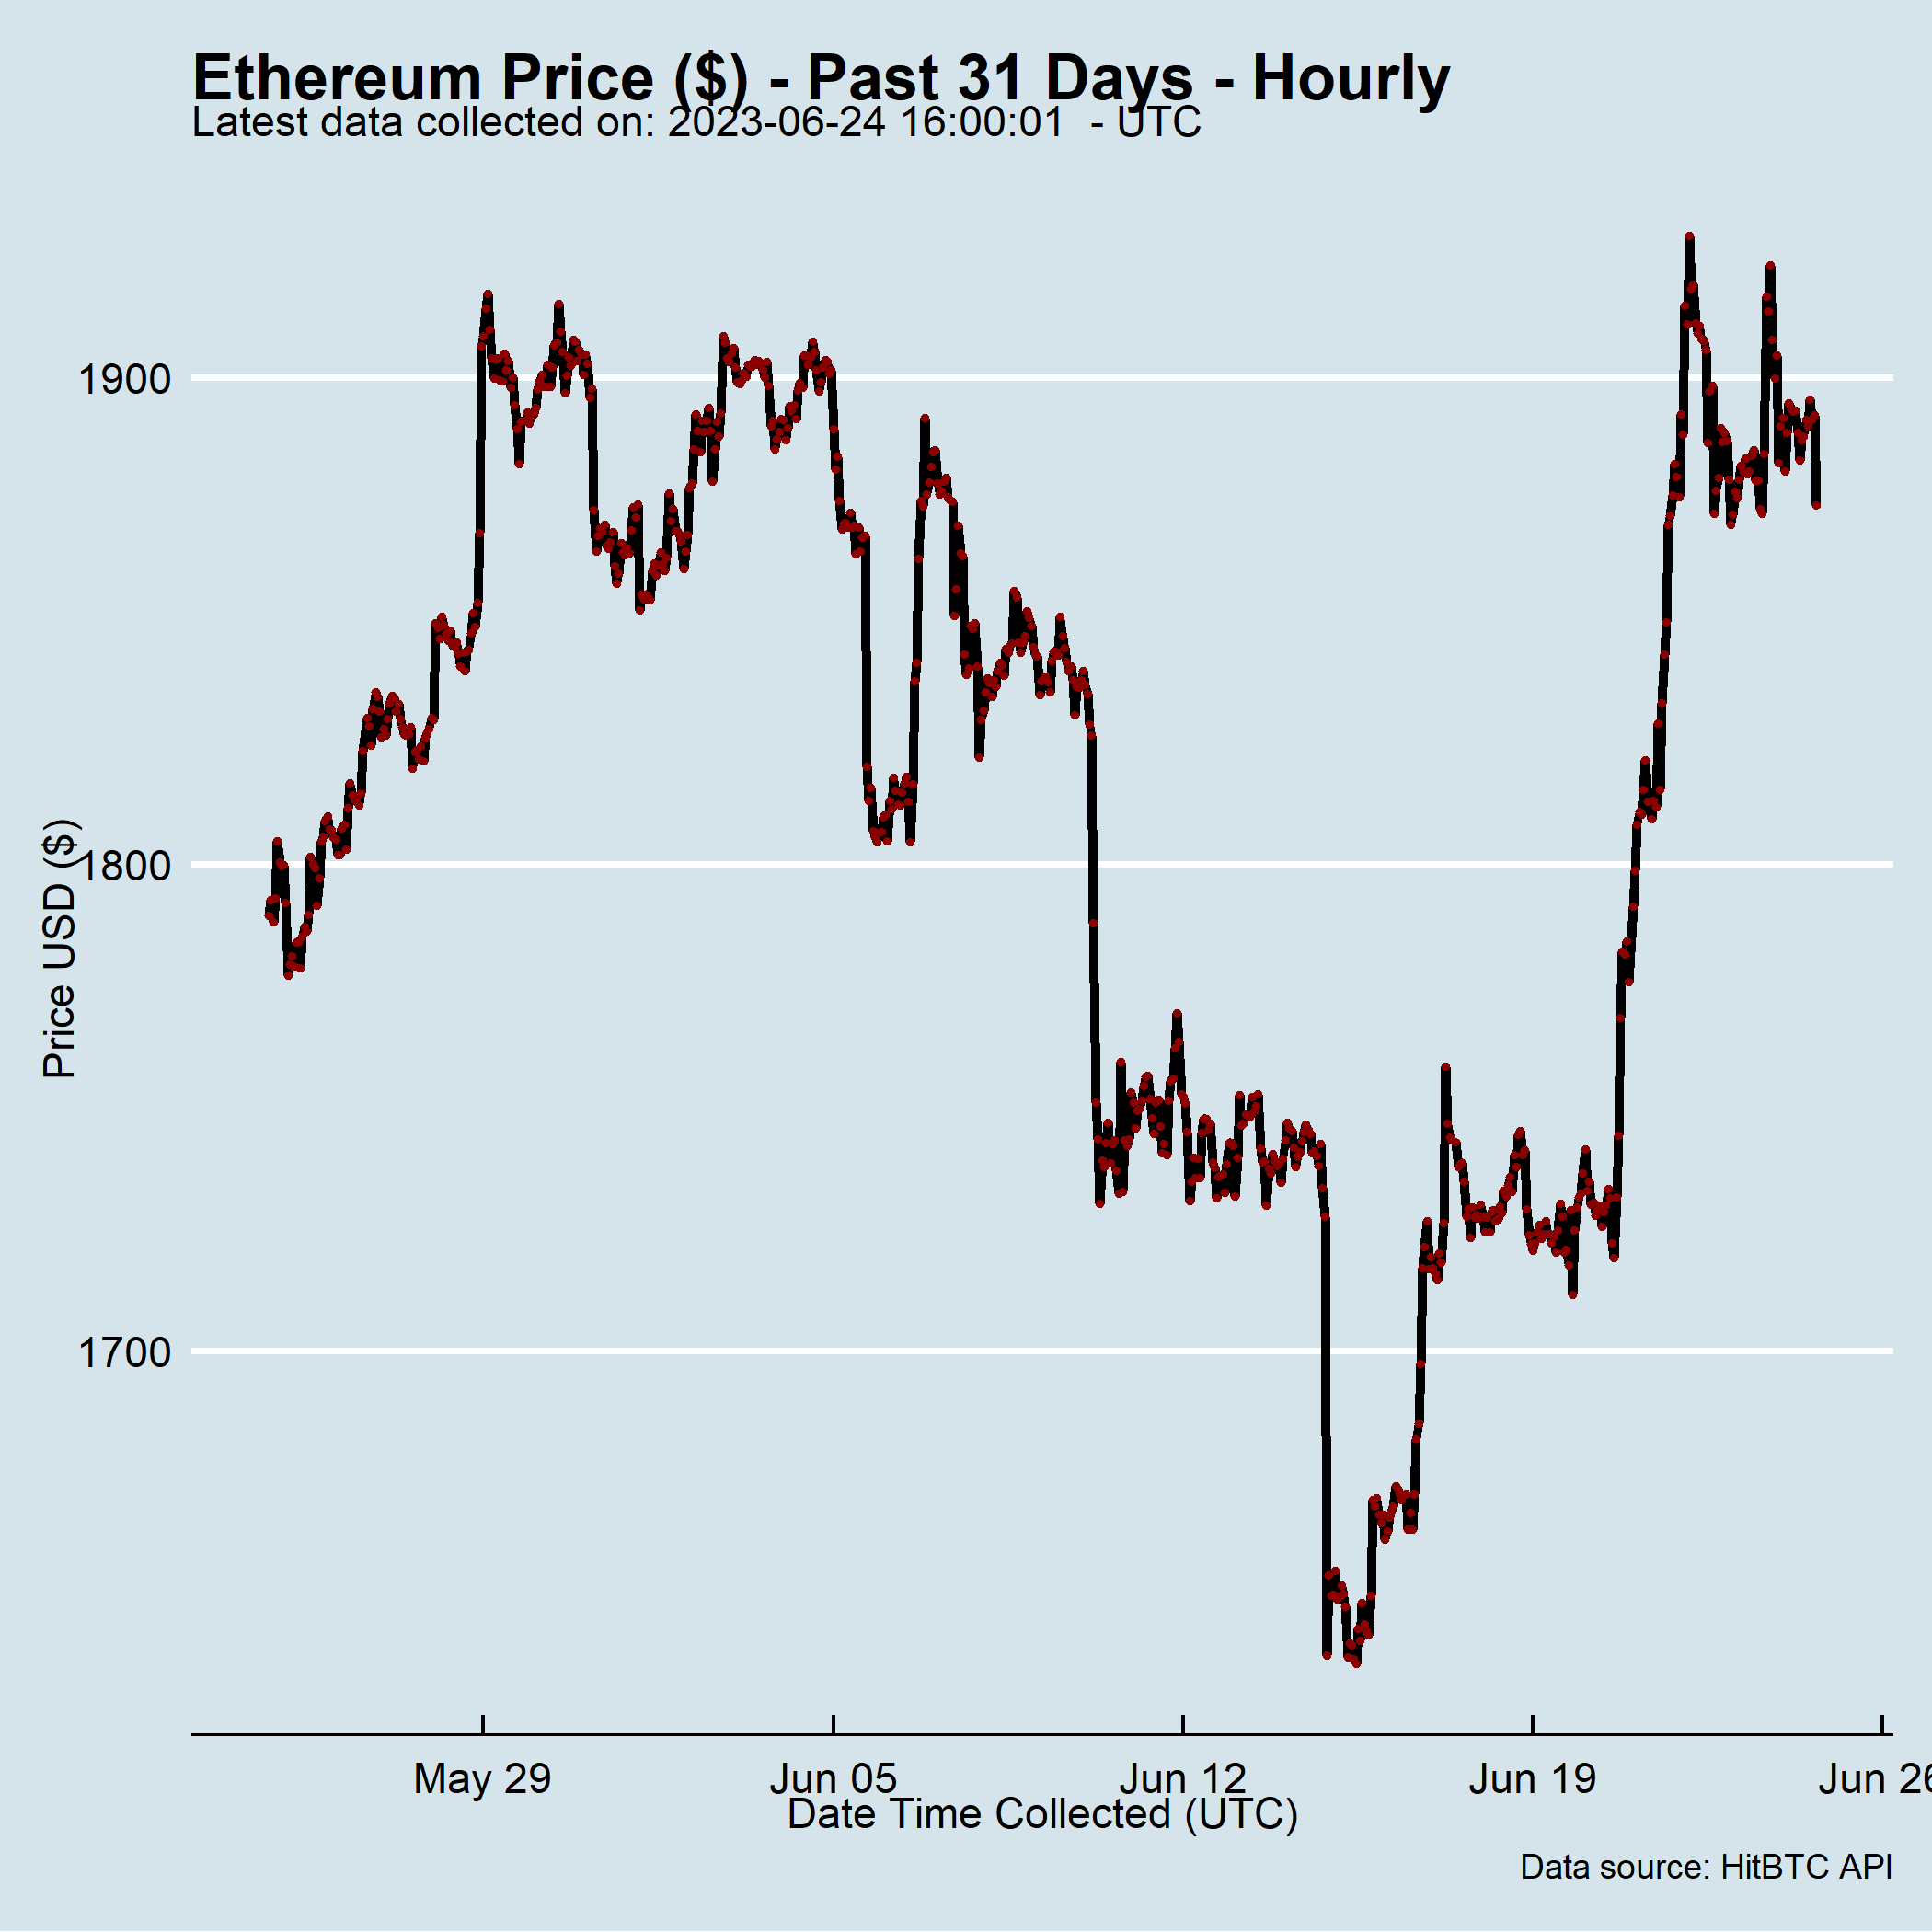 Ethereum Price ($) - Past 31 Days - Hourly
Latest data collected on: 2023-06-24 16:00:01  - UTC
1900
1800
1700
Price USD ($)
May 29
Jun 05
Jun 12
Jun 19
Jun 26
Date Time Collected (UTC)
Data source: HitBTC API